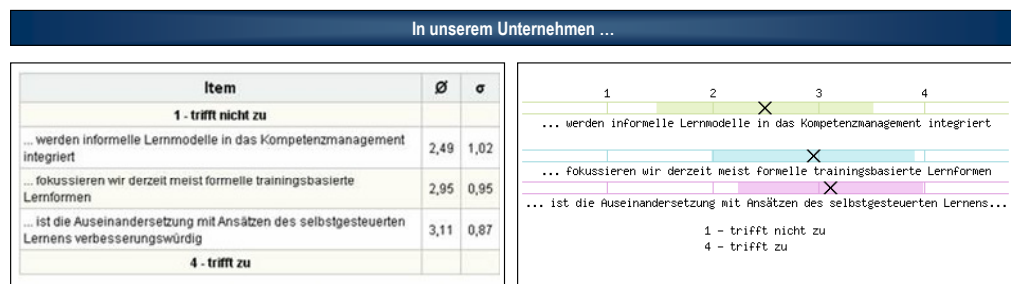 In unserem Unternehmen ...
Item Ø σ
1 - trifft nicht zu
... werden informelle Lernmodelle in das Kompetenzmanagement
integriert 2,49 1,02
... fokussieren wir derzeit meist formelle trainingsbasierte
Lernformen 2,95 0,95
... ist die Auseinandersetzung mit Ansätzen des selbstgesteuerten
Lernens verbesserungswürdig 3,11 0,87
4 - trifft zu
1 2 3 4
... werden informelle Lernmodelle in das Kompetenzmanagement integriert
... fokussieren wir derzeit meist formelle trainingsbasierte Lernformen
... ist die Auseinandersetzung mit Ansätzen des selbstgesteuerten Lernens...
1 - trifft nicht zu
4 - trifft zu